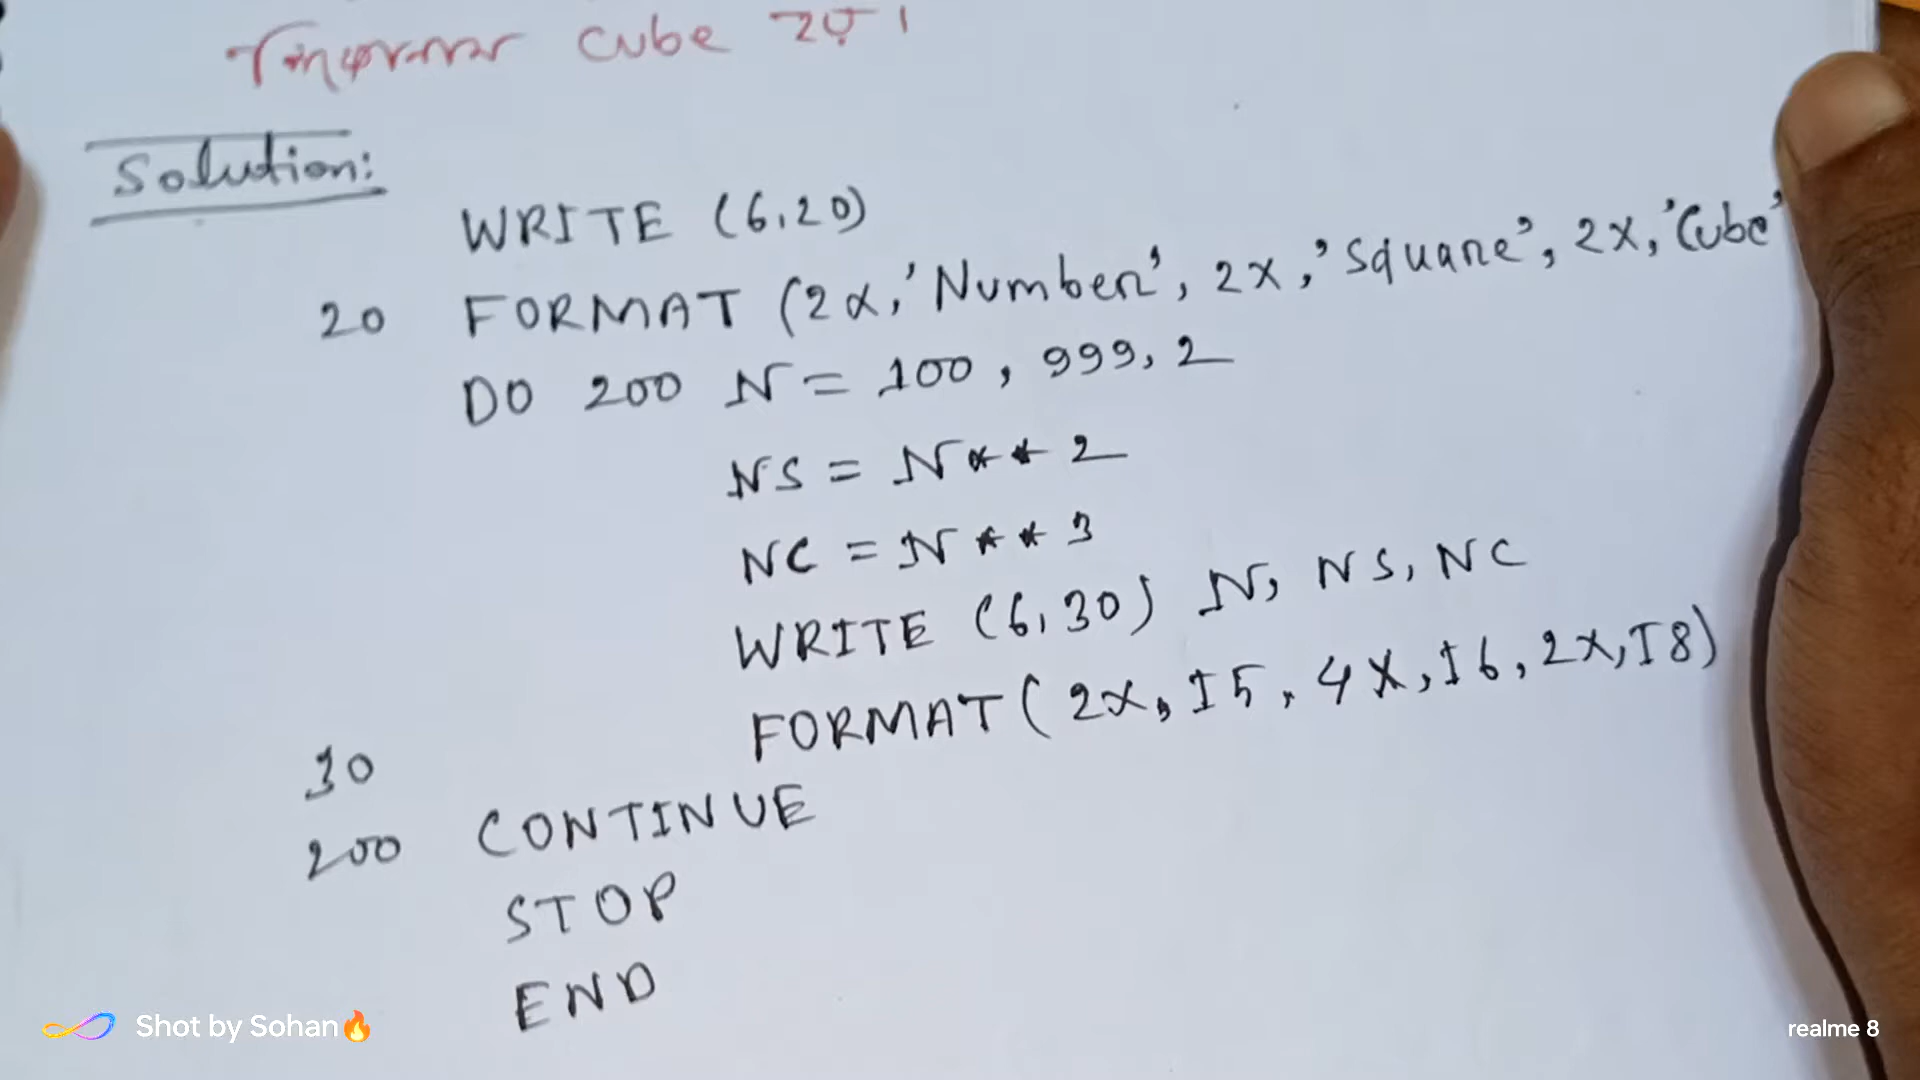 Cube
Solution:
WRITE (6,20)
20 FORMAT (2X,'Number', 2X,'Square', 2X,'Cube'
DO 200 N = 100, 999, 2
NS = N**2
NC = N**3
WRITE (6,30) N, NS, NC
30 FORMAT (2X, I5, 4X, I6, 2X, I8)
200 CONTINUE
STOP
END
Shot by Sohan🔥
realme 8